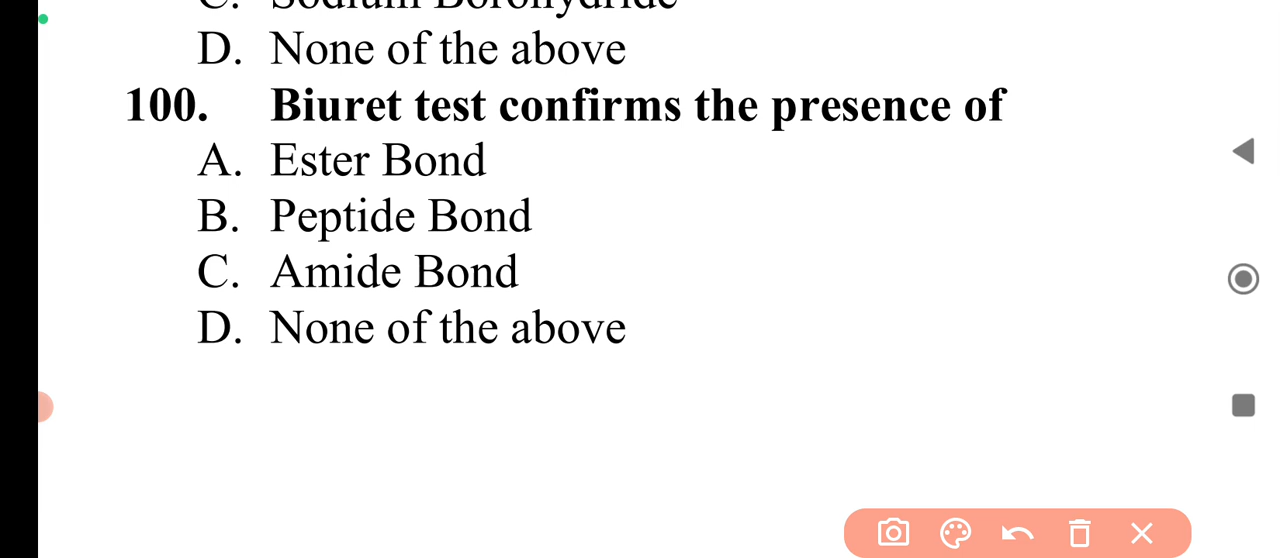 D. None of the above
100. Biuret test confirms the presence of
A. Ester Bond
B. Peptide Bond
C. Amide Bond
D. None of the above